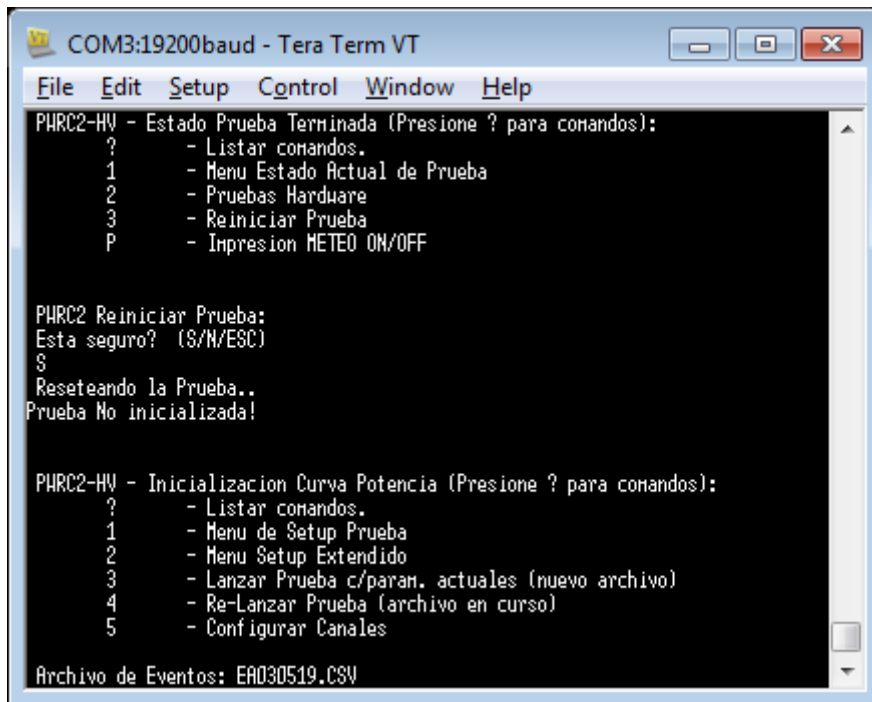 COM3:19200baud - Tera Term VT
File Edit Setup Control Window Help
PWRC2-HV - Estado Prueba Terminada (Presione ? para comandos):
? - Listar comandos.
1 - Menu Estado Actual de Prueba
2 - Pruebas Hardware
3 - Reiniciar Prueba
P - Impresion METEO ON/OFF
PWRC2 Reiniciar Prueba:
Esta seguro? (S/N/ESC)
S
Reseteando la Prueba..
Prueba No inicializada!
PWRC2-HV - Inicializacion Curva Potencia (Presione ? para comandos):
? - Listar comandos.
1 - Menu de Setup Prueba
2 - Menu Setup Extendido
3 - Lanzar Prueba c/param. actuales (nuevo archivo)
4 - Re-Lanzar Prueba (archivo en curso)
5 - Configurar Canales
Archivo de Eventos: EA030519.CSV